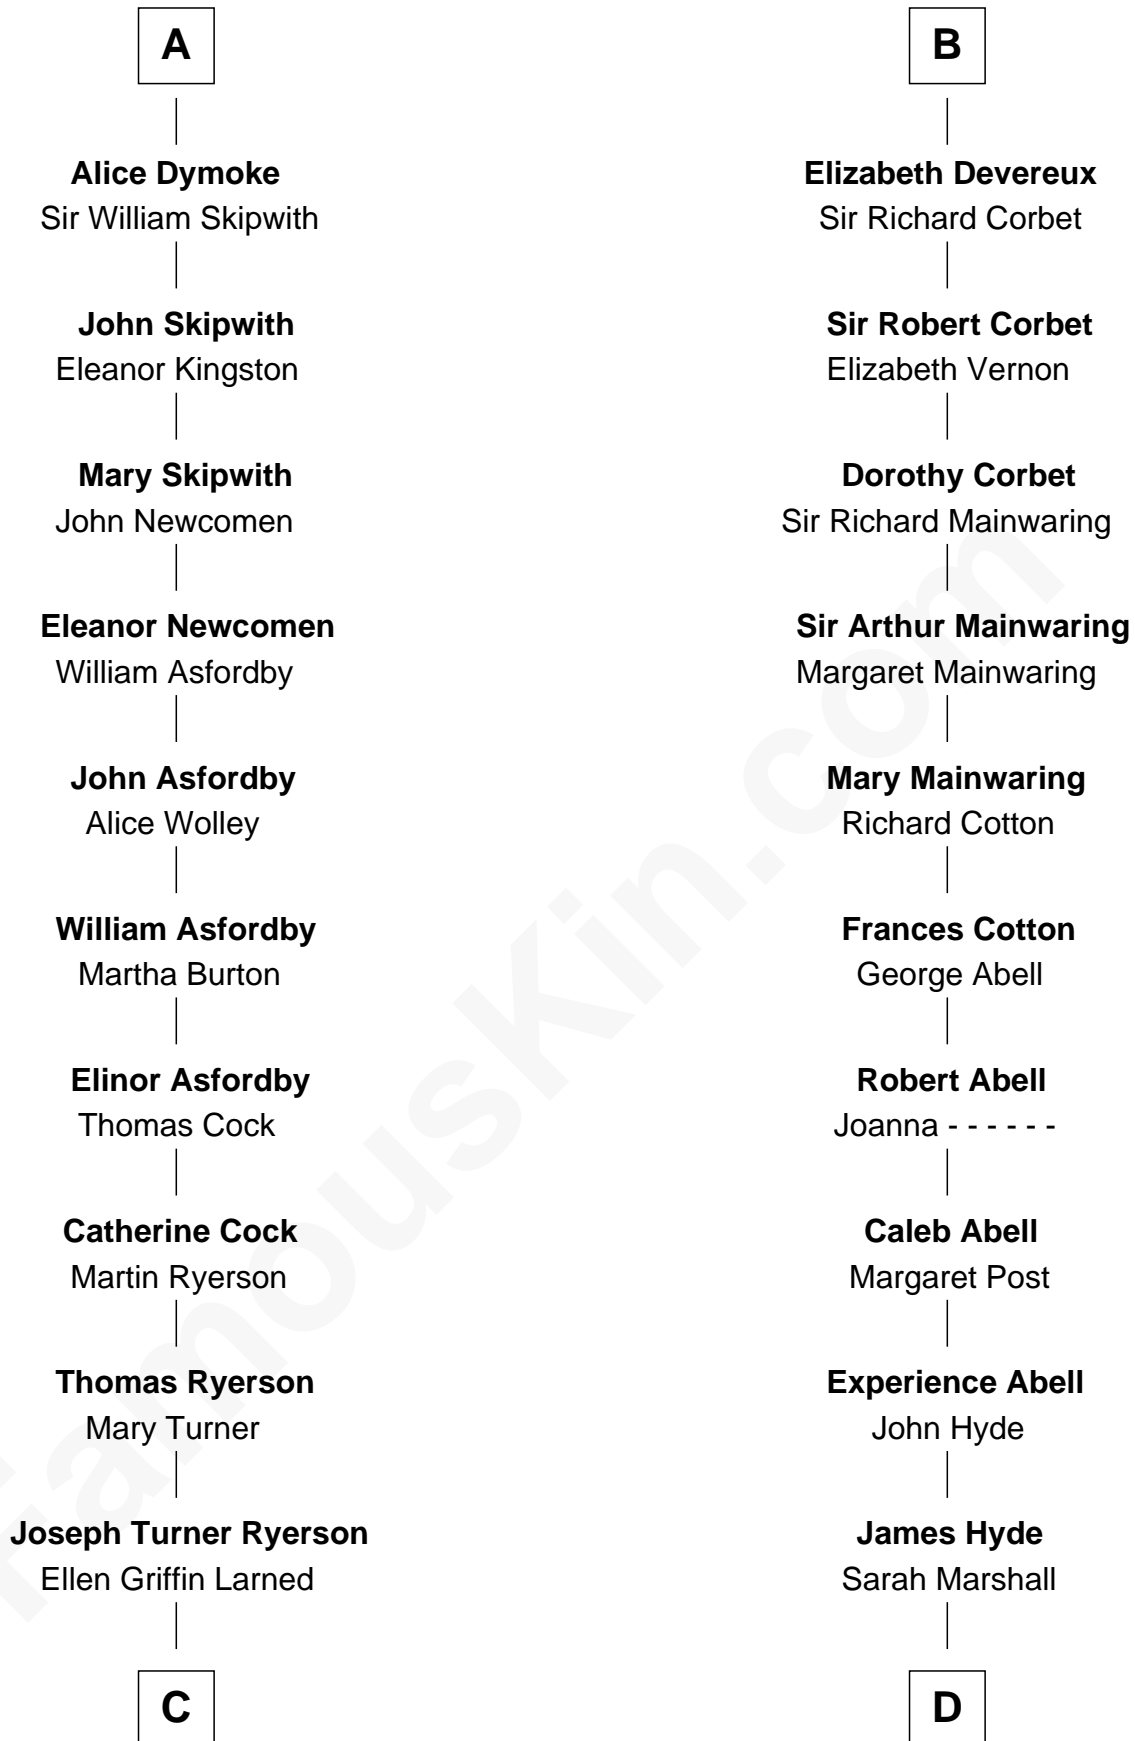 A
Alice Dymoke
Sir William Skipwith
John Skipwith
Eleanor Kingston
Mary Skipwith
John Newcomen
Eleanor Newcomen
William Asfordby
John Asfordby
Alice Wolley
William Asfordby
Martha Burton
Elinor Asfordby
Thomas Cock
Catherine Cock
Martin Ryerson
Thomas Ryerson
Mary Turner
Joseph Turner Ryerson
Ellen Griffin Larned
C
B
Elizabeth Devereux
Sir Richard Corbet
Sir Robert Corbet
Elizabeth Vernon
Dorothy Corbet
Sir Richard Mainwaring
Sir Arthur Mainwaring
Margaret Mainwaring
Mary Mainwaring
Richard Cotton
Frances Cotton
George Abell
Robert Abell
Joanna - - - - - -
Caleb Abell
Margaret Post
Experience Abell
John Hyde
James Hyde
Sarah Marshall
D
FamousKin.com